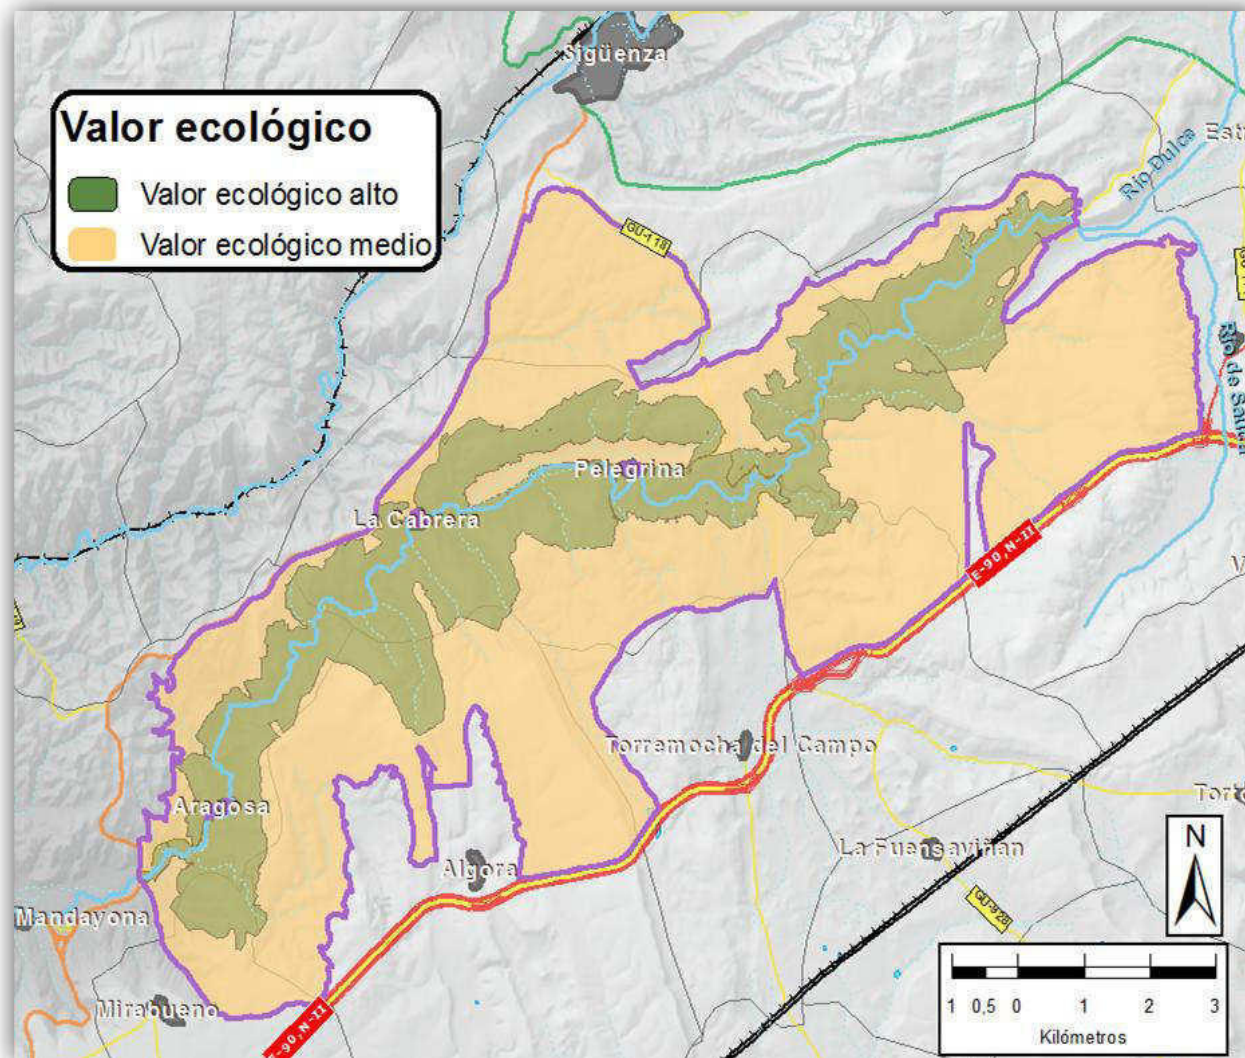 Sigüenza
Valor ecológico
Valor ecológico alto
Valor ecológico medio
Río Dulce
GU-118
Río de Saúca
Pelegrina
La Cabrera
E-90,N-II
Torremocha del Campo
Aragosa
La Fuensaviñan
Algora
GU-928
Mandayona
Mirabueno
E-90,N-II
N
1 0,5 0 1 2 3
Kilómetros